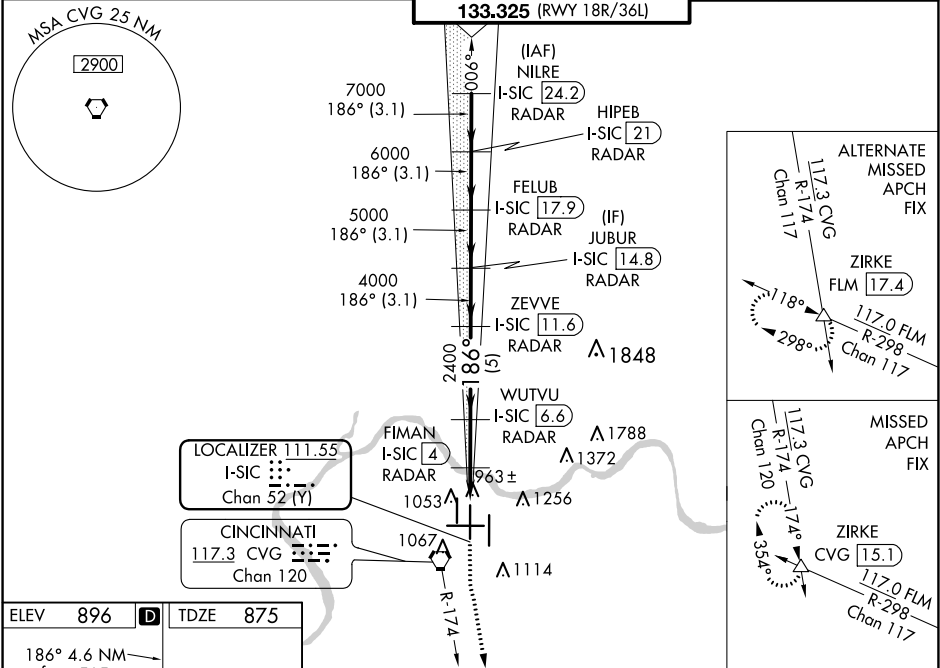 133.325 (RWY 18R/36L)
MSA CVG 25 NM
2900
006°
(IAF)
NILRE
I-SIC 24.2
RADAR
7000
186° (3.1)
HIPEB
I-SIC 21
RADAR
6000
186° (3.1)
FELUB
I-SIC 17.9
RADAR
5000
186° (3.1)
(IF)
JUBUR
I-SIC 14.8
RADAR
4000
186° (3.1)
ZEVVE
I-SIC 11.6
RADAR
2400
186°
(5)
1848
WUTVU
I-SIC 6.6
RADAR
FIMAN
I-SIC 4
RADAR
1788
1372
963±
1053
1256
1067
1114
R-174
LOCALIZER 111.55
I-SIC
Chan 52 (Y)
CINCINNATI
117.3 CVG
Chan 120
ALTERNATE
MISSED
APCH
FIX
117.3 CVG
R-174
Chan 117
ZIRKE
FLM 17.4
118°
298°
117.0 FLM
R-298
Chan 117
MISSED
APCH
FIX
117.3 CVG
R-174
Chan 120
174°
354°
ZIRKE
CVG 15.1
117.0 FLM
R-298
Chan 117
ELEV 896 D TDZE 875
186° 4.6 NM